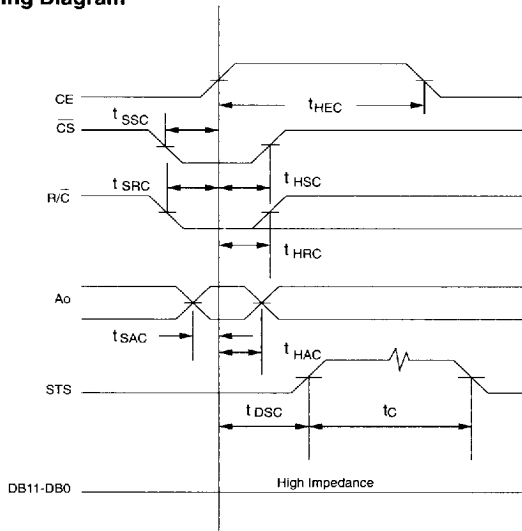 ing Diagram
CE
t HEC
t SSC
CS
t SRC
t HSC
R/C
t HRC
Ao
t SAC
t HAC
STS
t DSC
tC
DB11-DB0
High Impedance